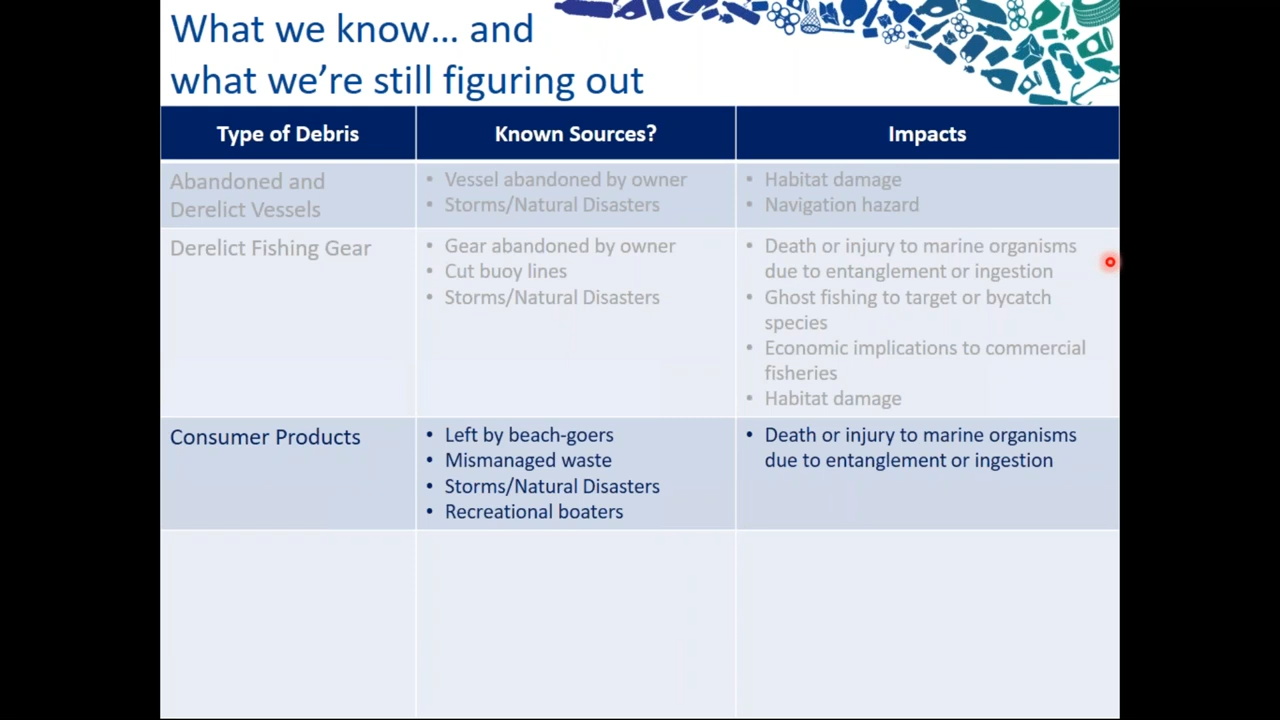 What we know... and
what we're still figuring out
Type of Debris
Known Sources?
Impacts
Abandoned and
Derelict Vessels
• Vessel abandoned by owner
• Storms/Natural Disasters
• Habitat damage
• Navigation hazard
Derelict Fishing Gear
• Gear abandoned by owner
• Cut buoy lines
• Storms/Natural Disasters
• Death or injury to marine organisms
due to entanglement or ingestion
• Ghost fishing to target or bycatch
species
• Economic implications to commercial
fisheries
• Habitat damage
Consumer Products
• Left by beach-goers
• Mismanaged waste
• Storms/Natural Disasters
• Recreational boaters
• Death or injury to marine organisms
due to entanglement or ingestion